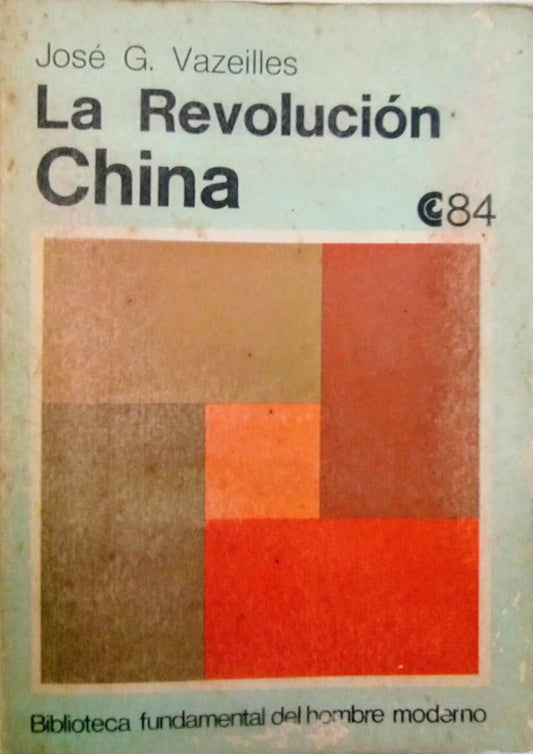 José G. Vazeilles
La Revolución
China
84
Biblioteca fundamental del hombre moderno